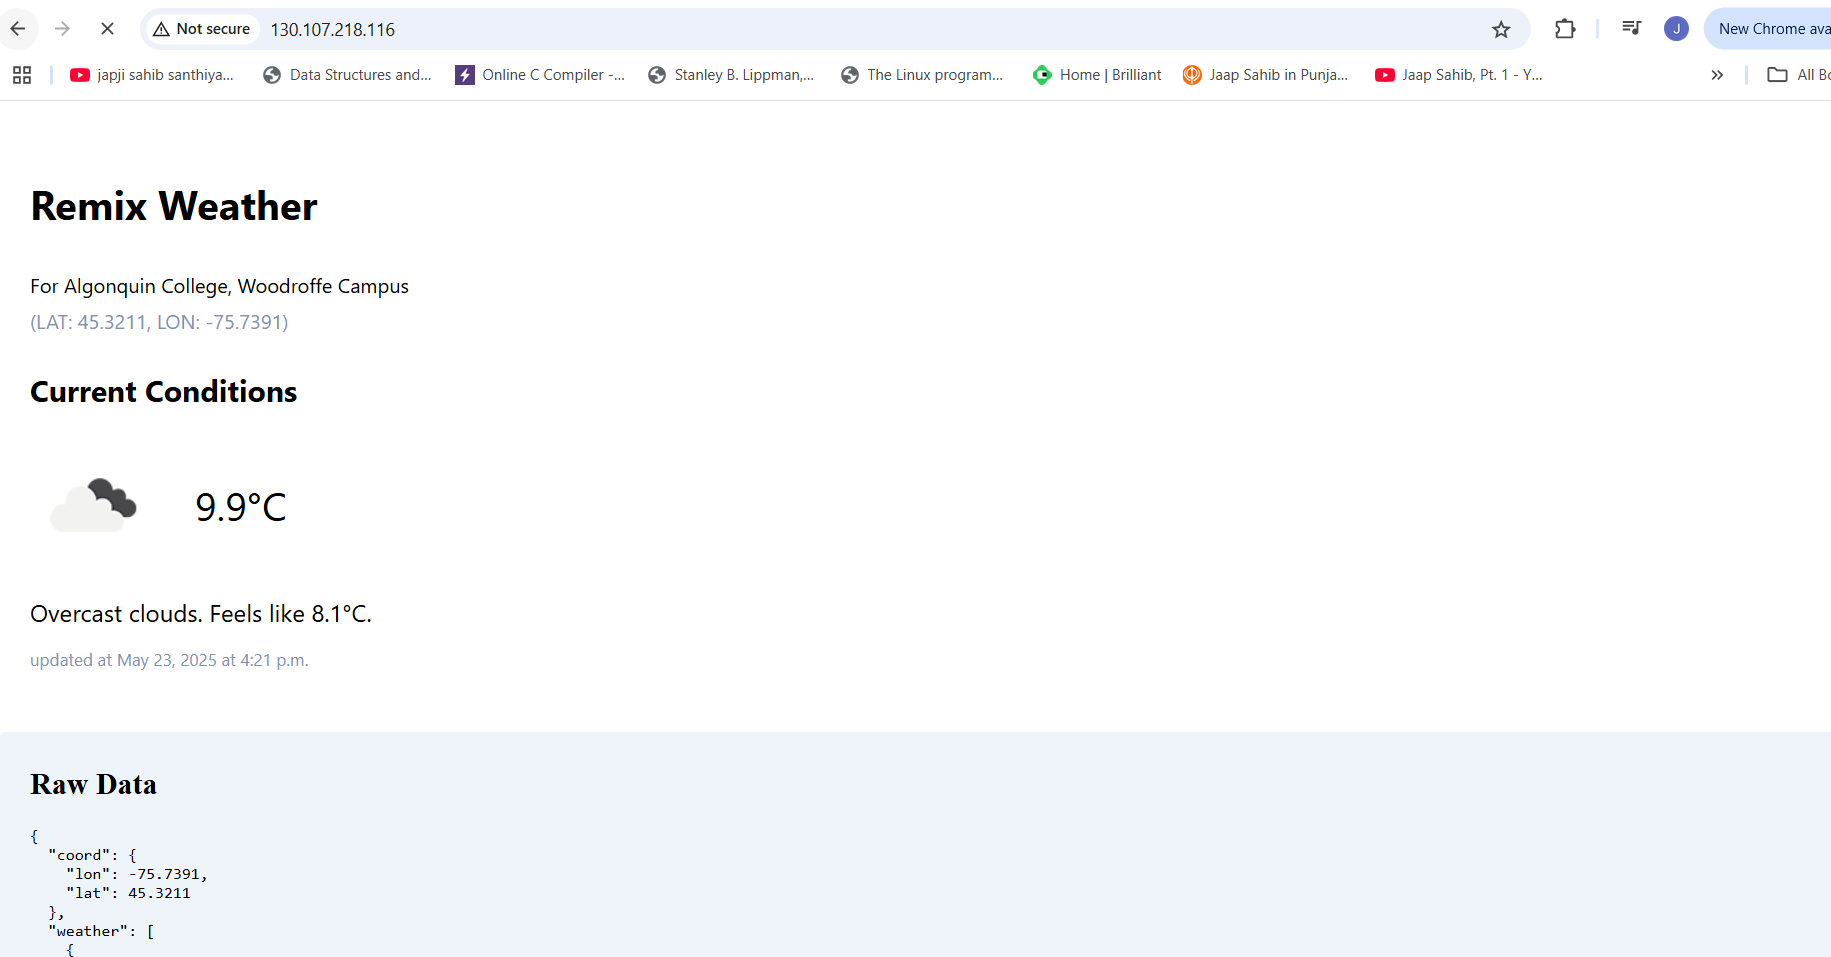 Not secure 130.107.218.116 J New Chrome ava
japji sahib santhiya... Data Structures and... Online C Compiler -... Stanley B. Lippman,... The Linux program... Home | Brilliant Jaap Sahib in Punja... Jaap Sahib, Pt. 1 - Y... » All Bo
Remix Weather
For Algonquin College, Woodroffe Campus
(LAT: 45.3211, LON: -75.7391)
Current Conditions
9.9°C
Overcast clouds. Feels like 8.1°C.
updated at May 23, 2025 at 4:21 p.m.
Raw Data
{
  "coord": {
    "lon": -75.7391,
    "lat": 45.3211
  },
  "weather": [
    {